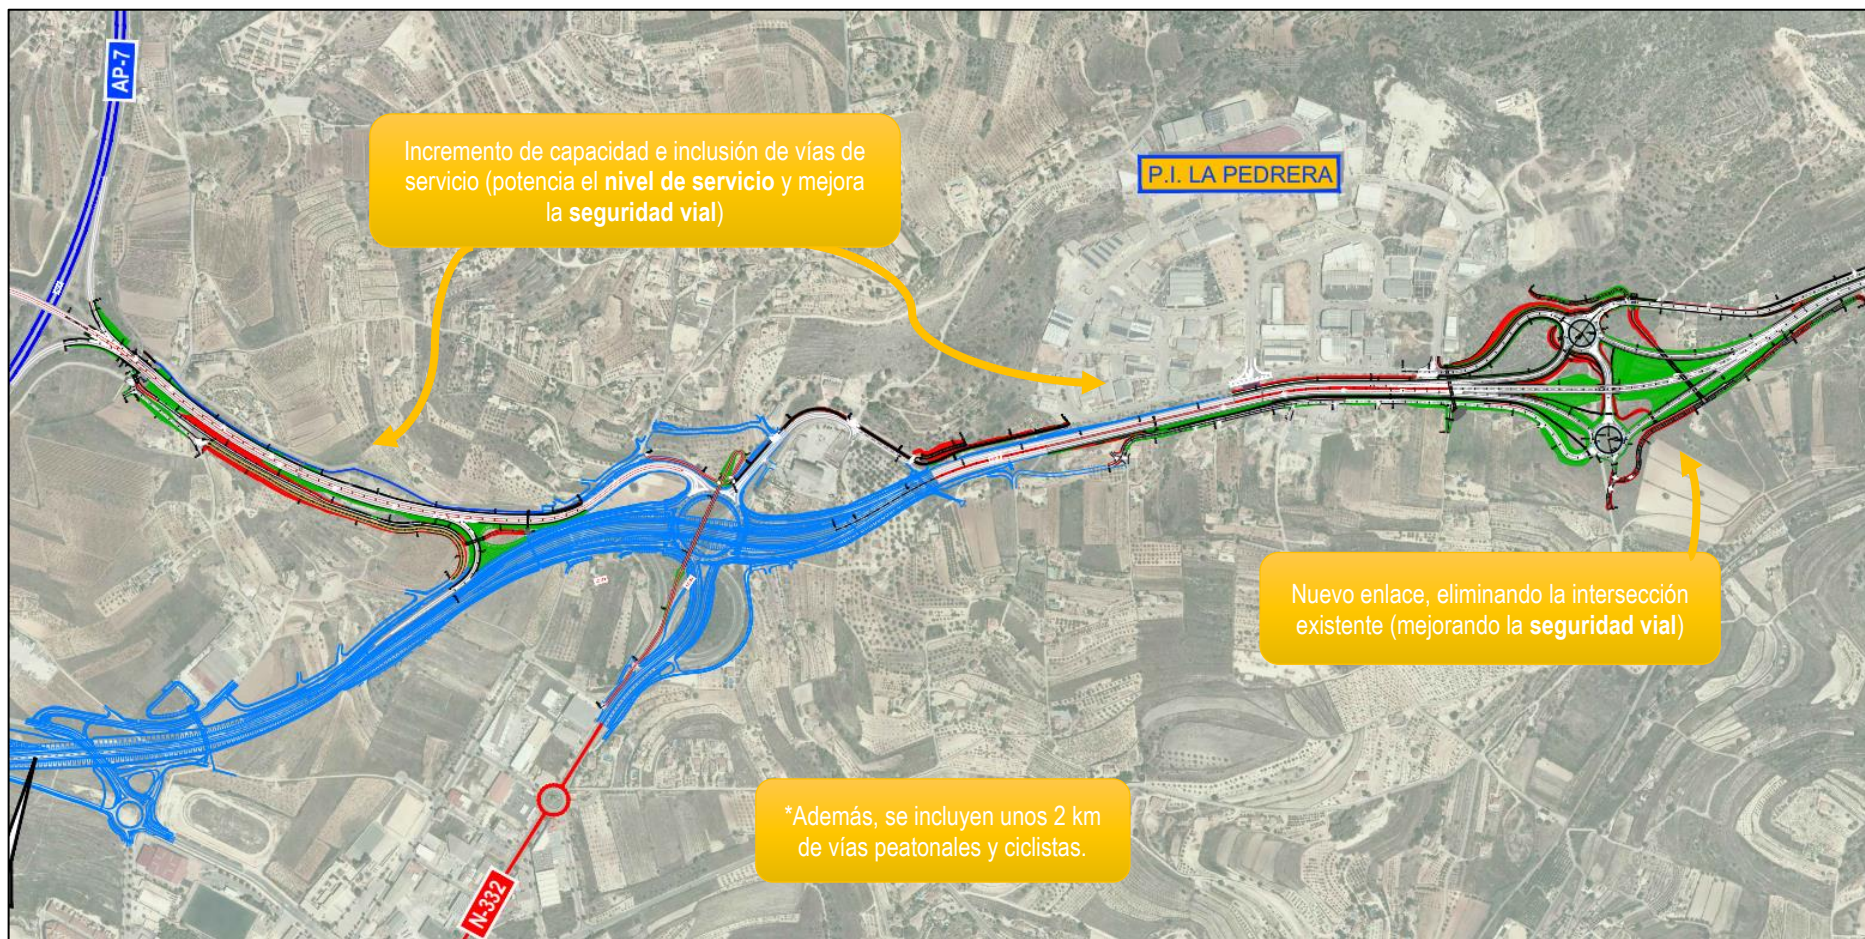 AP-7
Incremento de capacidad e inclusión de vías de
servicio (potencia el nivel de servicio y mejora
la seguridad vial)
P.I. LA PEDRERA
Nuevo enlace, eliminando la intersección
existente (mejorando la seguridad vial)
*Además, se incluyen unos 2 km
de vías peatonales y ciclistas.
N-332